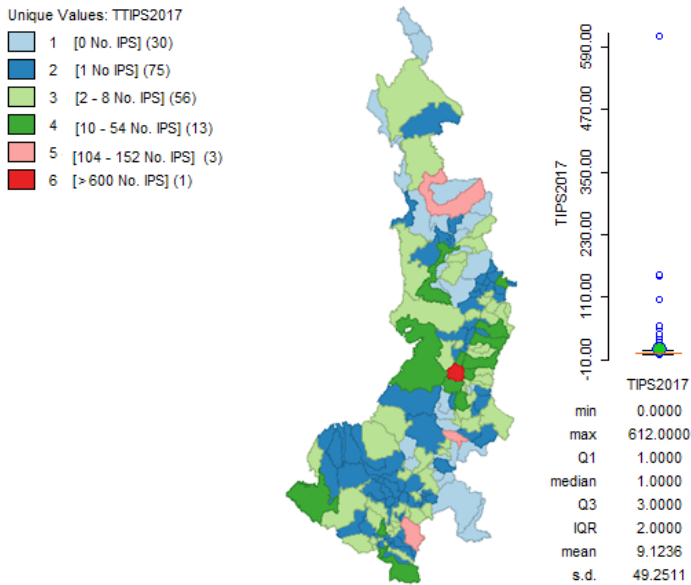 Unique Values: TTIPS2017
1 [0 No. IPS] (30)
2 [1 No IPS] (75)
3 [2 - 8 No. IPS] (56)
4 [10 - 54 No. IPS] (13)
5 [104 - 152 No. IPS] (3)
6 [> 600 No. IPS] (1)
TIPS2017
590.00
470.00
350.00
230.00
110.00
-10.00
TIPS2017
min 0.0000
max 612.0000
Q1 1.0000
median 1.0000
Q3 3.0000
IQR 2.0000
mean 9.1236
s.d. 49.2511